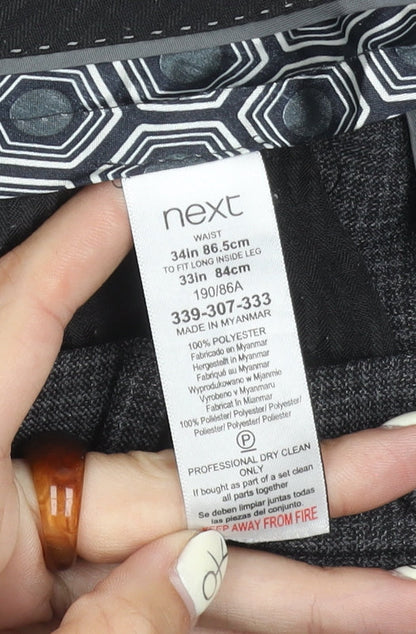 next
WAIST
34in 86.5cm
TO FIT LONG INSIDE LEG
33in 84cm
190/86A
339-307-333
MADE IN MYANMAR
100% POLYESTER
Fabricado en Myanmar
Hergestellt in Myanmar
Fabriqué au Myanmar
Wyprodukowano w Mjanmie
Vyrobeno v Myanmaru
Fabricat în Mianmar
100% Poliéster/ Polyester/ Polyester/
Poliester/ Polyester/ Poliester
P
PROFESSIONAL DRY CLEAN
ONLY
If bought as part of a set clean
all parts together
Se deben limpiar juntas todas
las piezas del conjunto.
KEEP AWAY FROM FIRE
ok